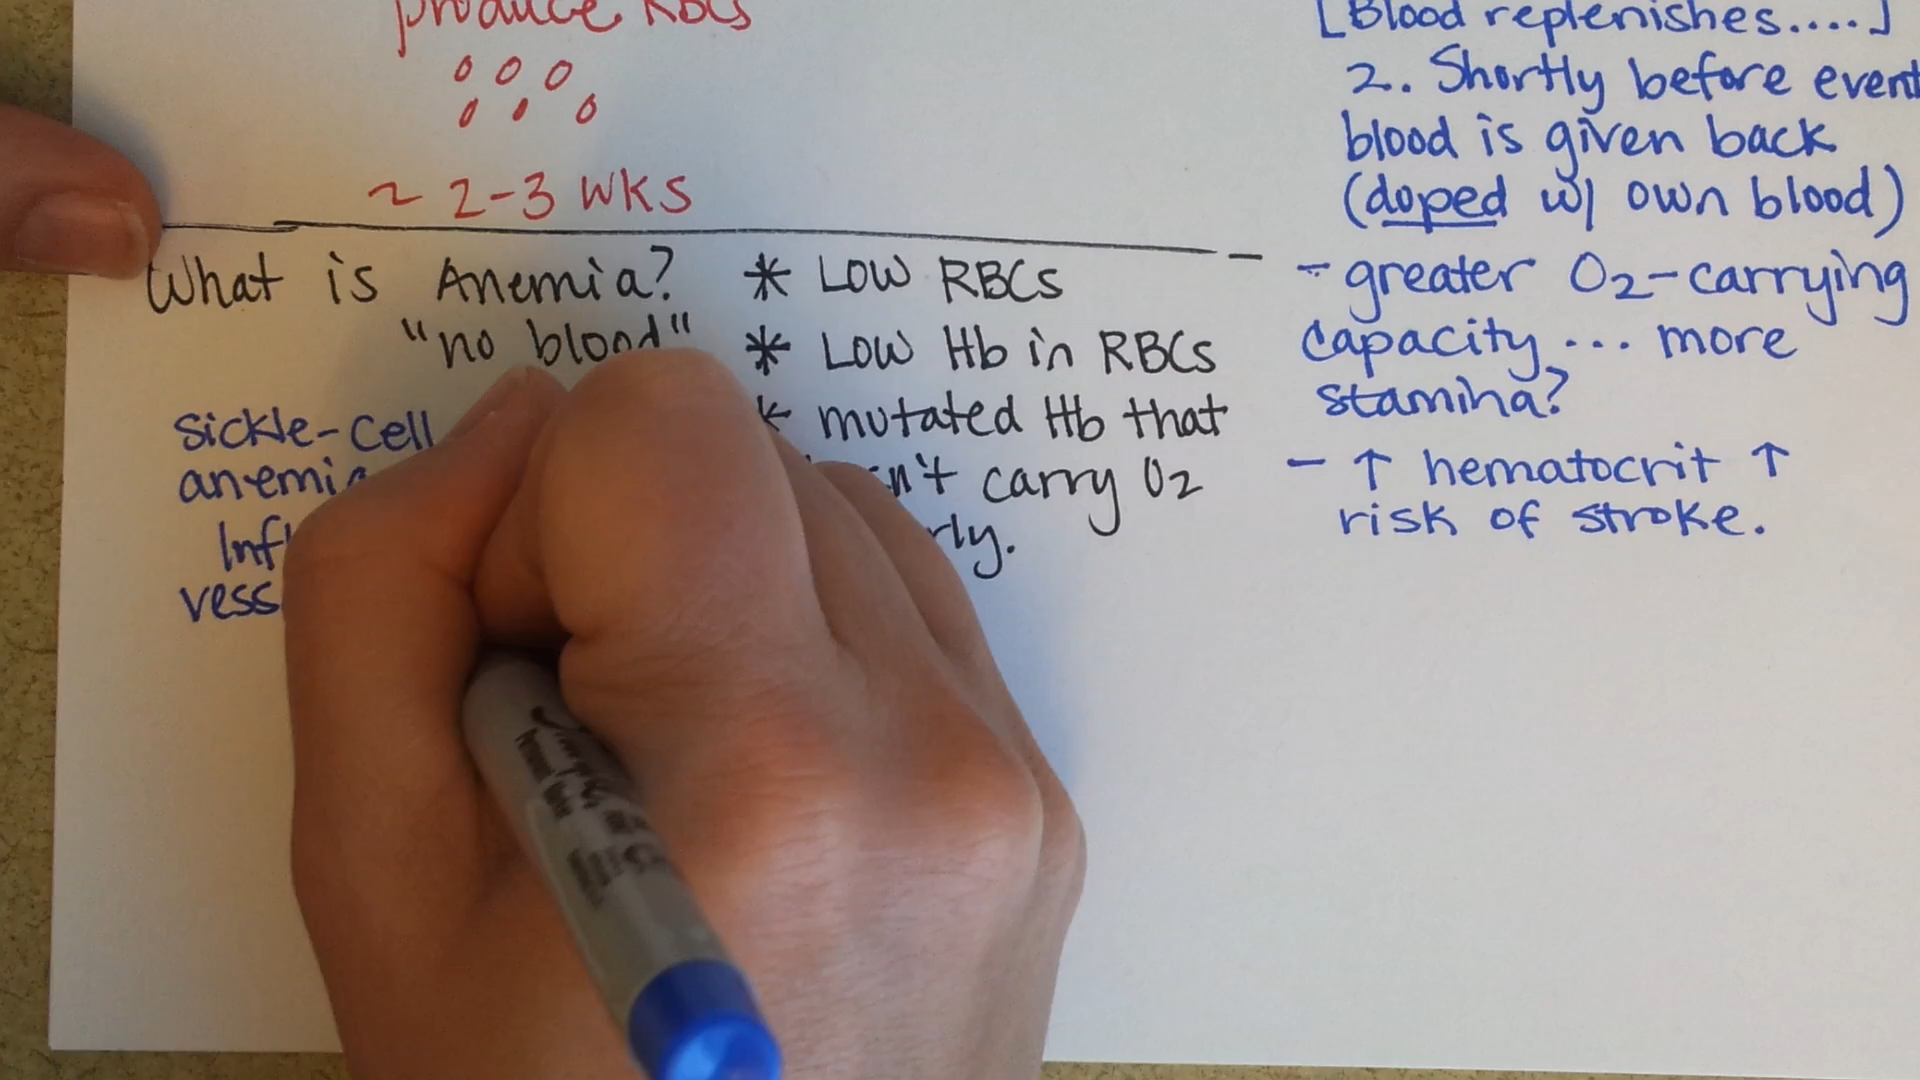 produce RBCs
~ 2-3 WKS
What is Anemia?
"no blood"
Sickle-Cell
* Low RBCs
* Low Hb in RBCs
* mutated Hb that
carry O2
[Blood replenishes....]
2. Shortly before event
blood is given back
(doped w/ own blood)
- greater O2-carrying
capacity... more
stamina?
- ↑ hematocrit ↑
risk of stroke.